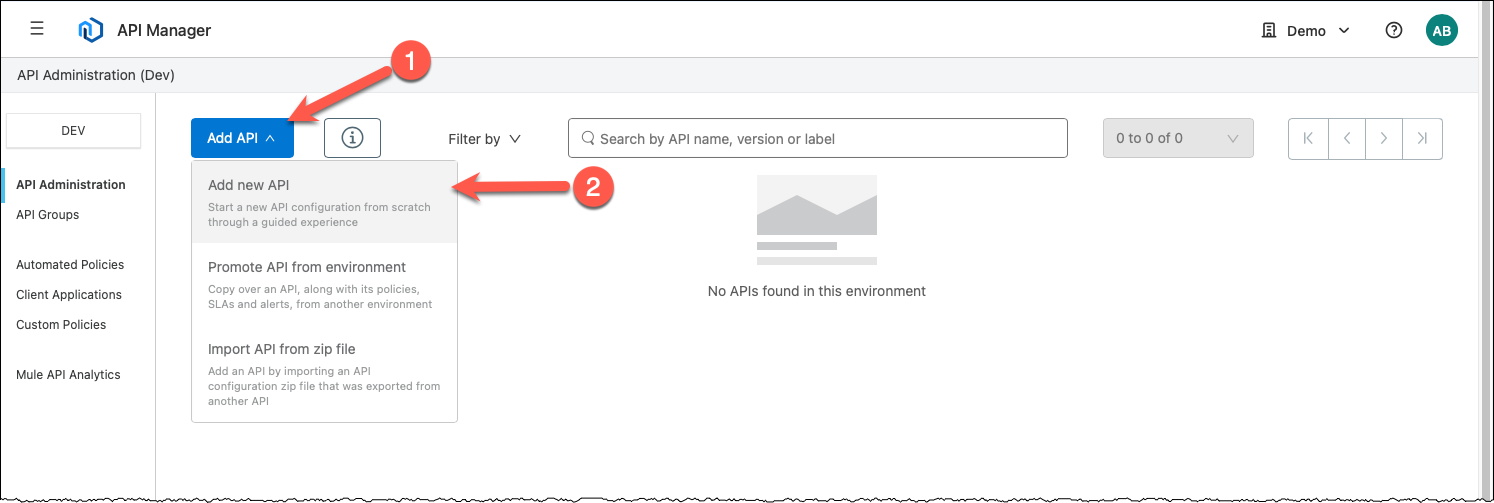 API Manager
Demo
AB
API Administration (Dev)
1
DEV
Add API
Filter by
Search by API name, version or label
0 to 0 of 0
API Administration
API Groups
Automated Policies
Client Applications
Custom Policies
Mule API Analytics
Add new API
Start a new API configuration from scratch
through a guided experience
2
Promote API from environment
Copy over an API, along with its policies,
SLAs and alerts, from another environment
Import API from zip file
Add an API by importing an API
configuration zip file that was exported from
another API
No APIs found in this environment